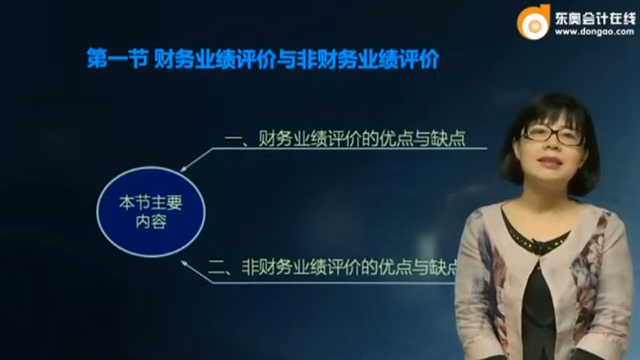 东奥会计在线
www.dongao.com
第一节 财务业绩评价与非财务业绩评价
一、财务业绩评价的优点与缺点
本节主要
内容
二、非财务业绩评价的优点与缺点